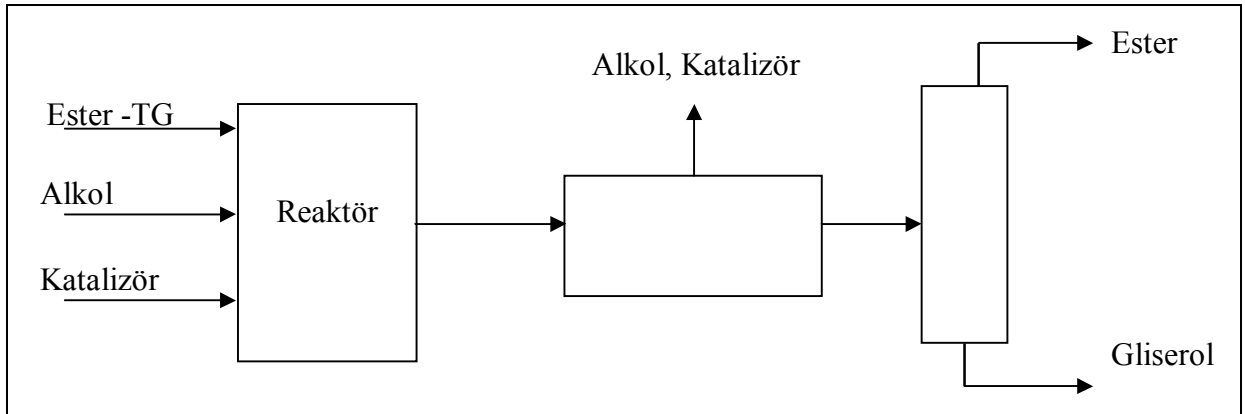 Ester -TG
Alkol
Katalizör
Reaktör
Alkol, Katalizör
Ester
Gliserol